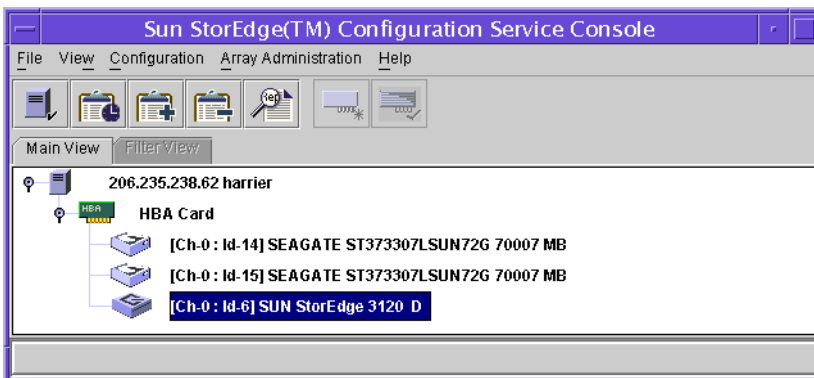 Sun StorEdge(TM) Configuration Service Console
File View Configuration Array Administration Help
Rep
Main View Filter View
206.235.238.62 harrier
HBA HBA Card
[Ch-0 : Id-14] SEAGATE ST373307LSUN72G 70007 MB
[Ch-0 : Id-15] SEAGATE ST373307LSUN72G 70007 MB
[Ch-0 : Id-6] SUN StorEdge 3120 D